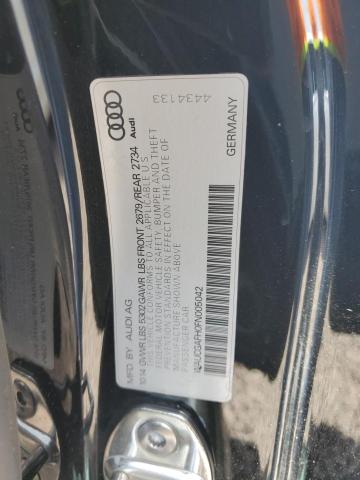 Audi
4434133
MFD BY AUDI AG
10/14 GVWR LBS 5302 GAWR LBS FRONT 2679/REAR 2734
VEHICLE CONFORMS TO ALL APPLICABLE U.S.
FEDERAL MOTOR VEHICLE SAFETY, BUMPER AND THEFT
PREVENTION STANDARDS IN EFFECT ON THE DATE OF
MANUFACTURE SHOWN ABOVE.
PASSENGER CAR
WAUCGAFH0FN005042
GERMANY